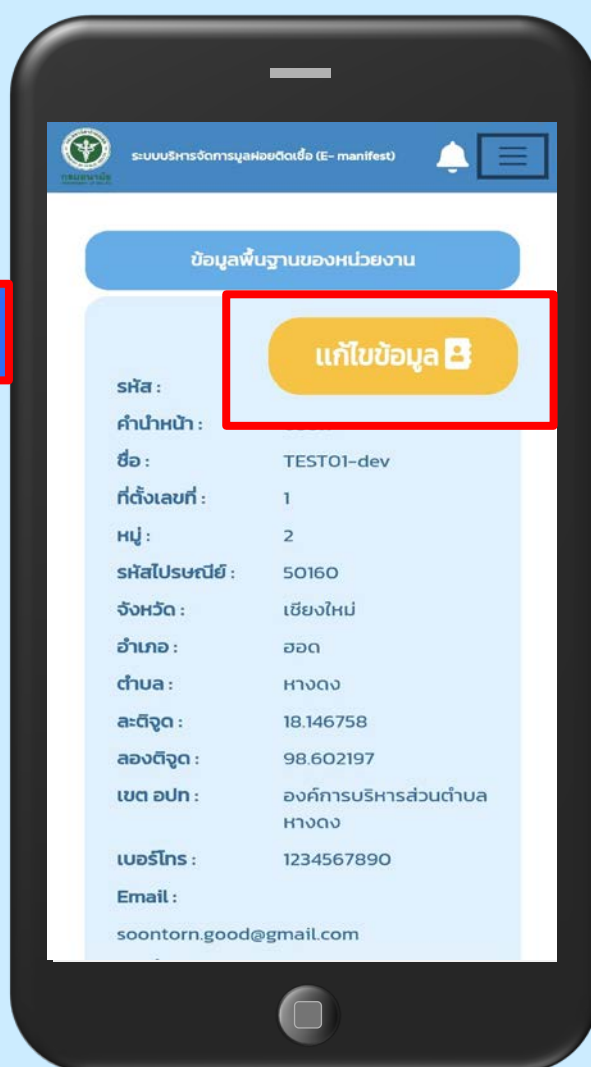 ระบบบริหารจัดการมูลฝอยติดเชื้อ (E- manifest)
กรมอนามัย
ข้อมูลพื้นฐานของหน่วยงาน
แก้ไขข้อมูล
รหัส :
คำนำหน้า :
ชื่อ : TEST01-dev
ที่ตั้งเลขที่ : 1
หมู่ : 2
รหัสไปรษณีย์ : 50160
จังหวัด : เชียงใหม่
อำเภอ : ฮอด
ตำบล : หางดง
ละติจูด : 18.146758
ลองติจูด : 98.602197
เขต อปท : องค์การบริหารส่วนตำบล
หางดง
เบอร์โทร : 1234567890
Email :
soontorn.good@gmail.com